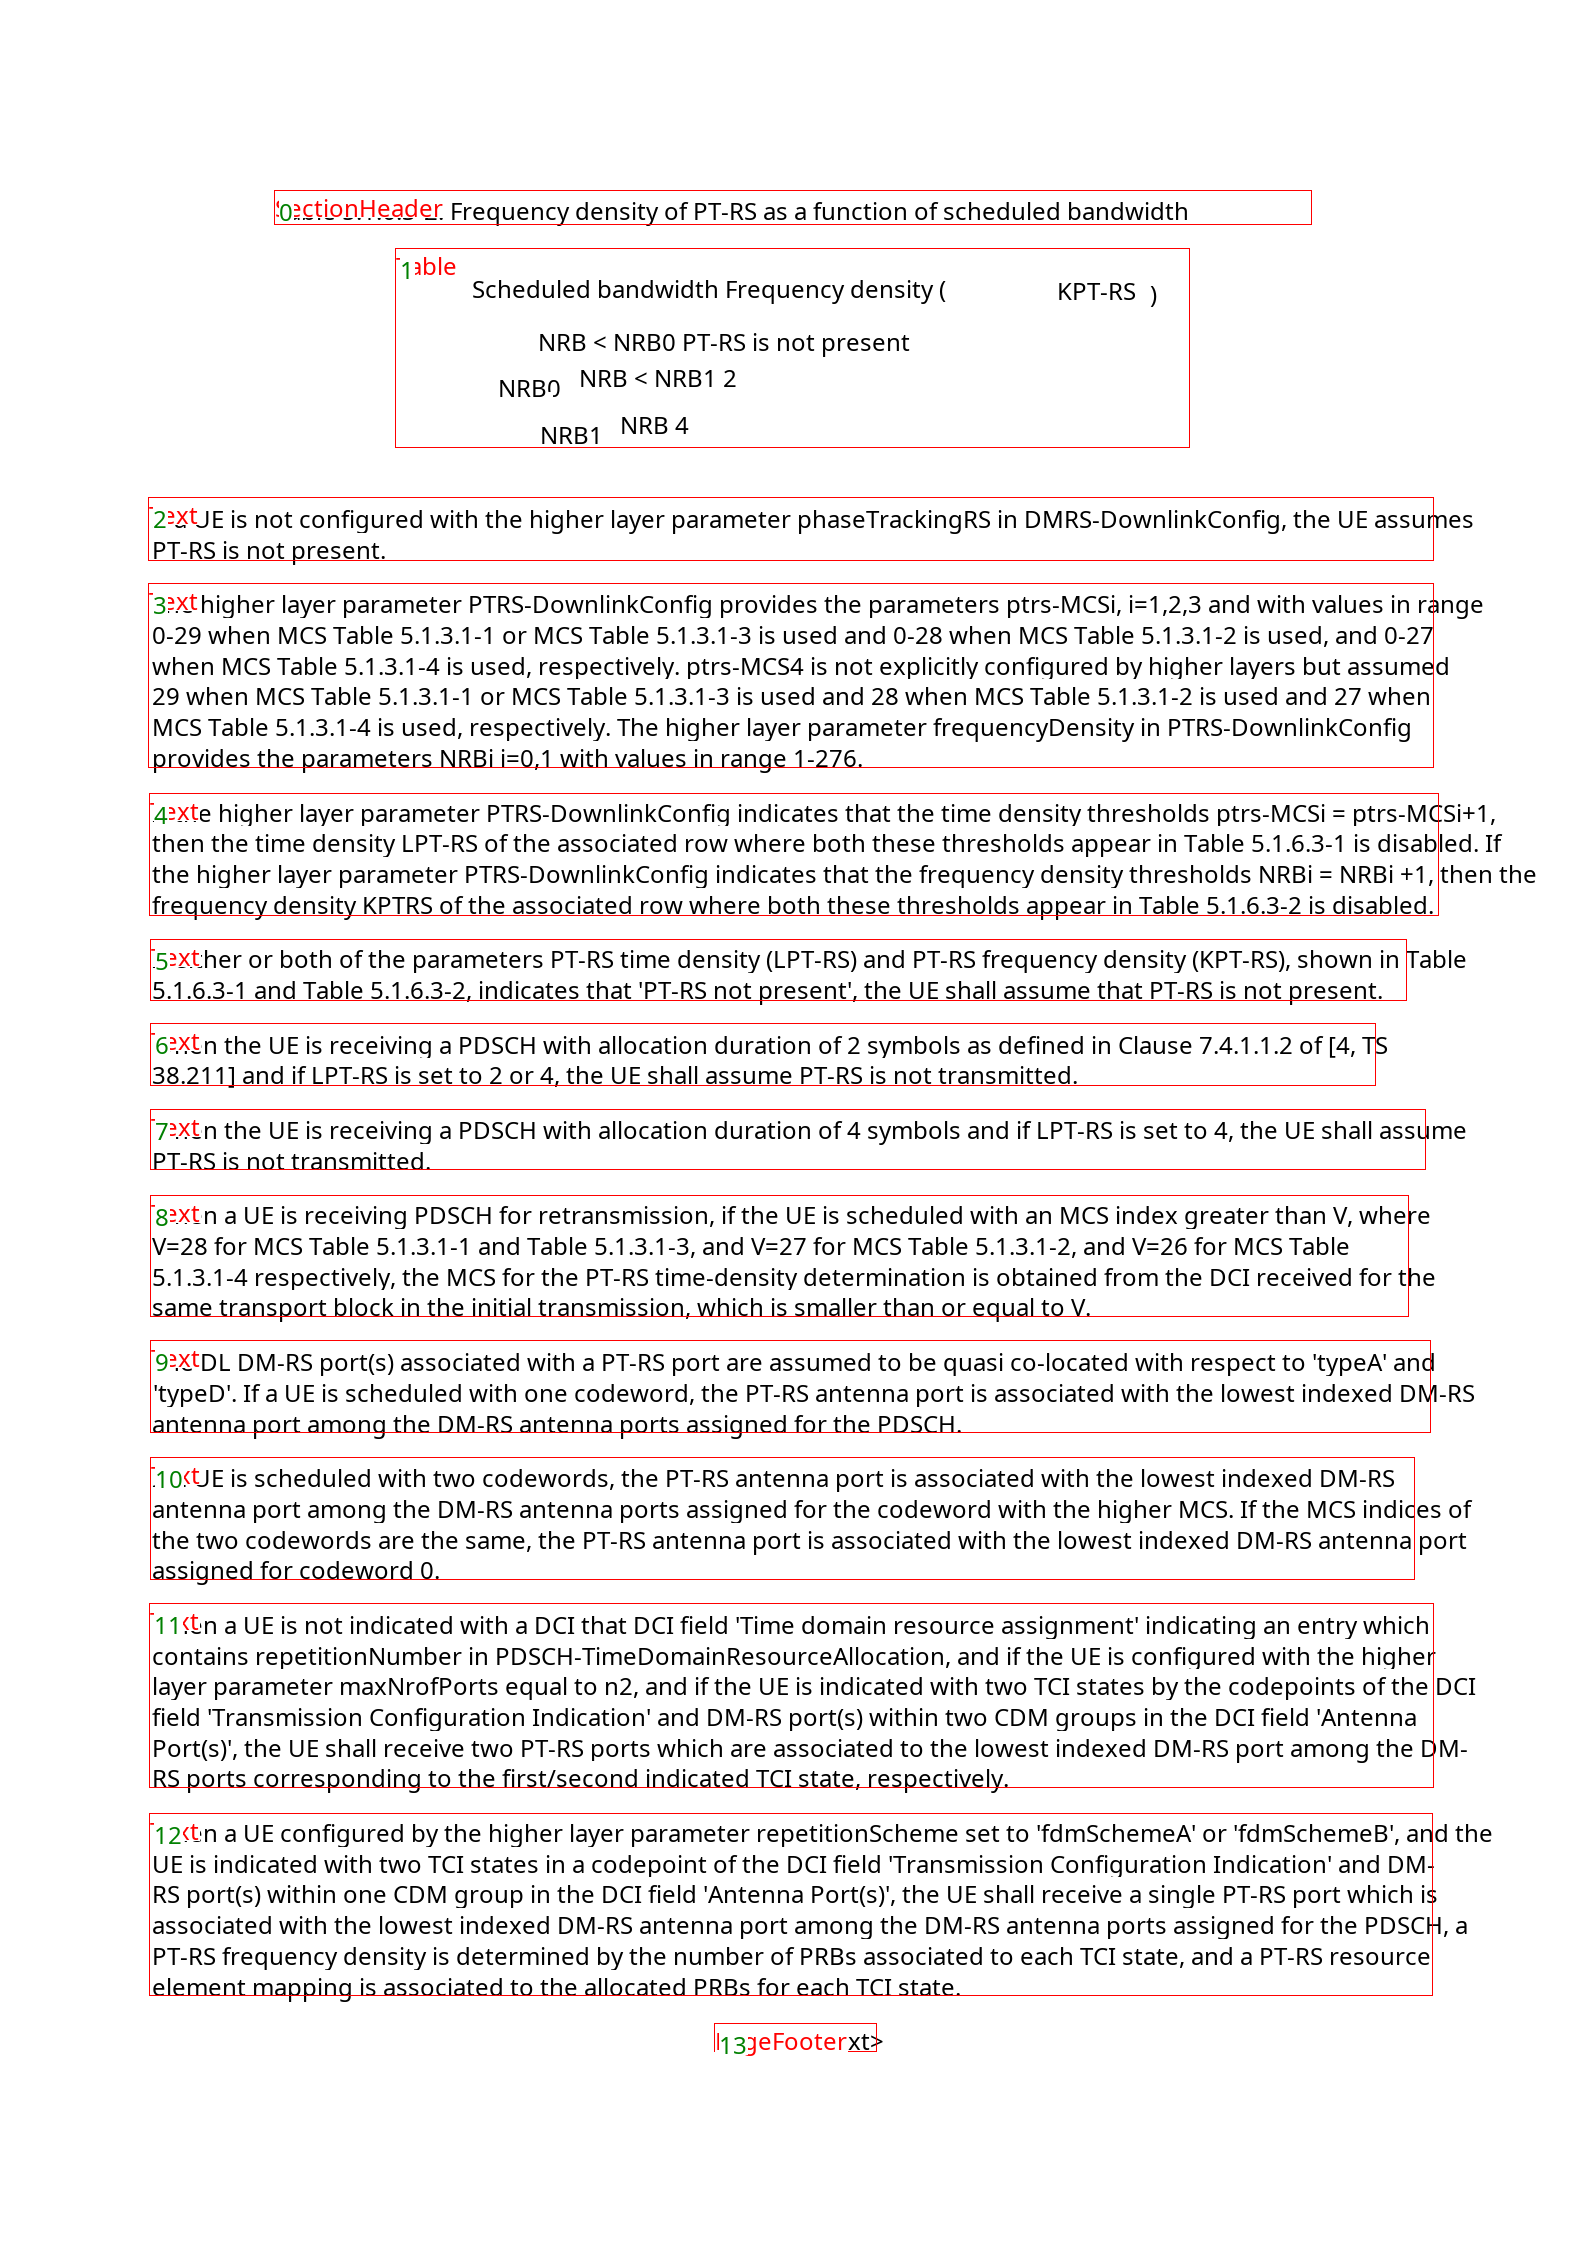 SectionHeader
0 Frequency density of PT-RS as a function of scheduled bandwidth
Table
1
Scheduled bandwidth Frequency density ( KPT-RS )
NRB < NRB0 PT-RS is not present
NRB0 NRB < NRB1 2
NRB1 NRB 4
2 UE is not configured with the higher layer parameter phaseTrackingRS in DMRS-DownlinkConfig, the UE assumes
PT-RS is not present.
3 higher layer parameter PTRS-DownlinkConfig provides the parameters ptrs-MCSi, i=1,2,3 and with values in range
0-29 when MCS Table 5.1.3.1-1 or MCS Table 5.1.3.1-3 is used and 0-28 when MCS Table 5.1.3.1-2 is used, and 0-27
when MCS Table 5.1.3.1-4 is used, respectively. ptrs-MCS4 is not explicitly configured by higher layers but assumed
29 when MCS Table 5.1.3.1-1 or MCS Table 5.1.3.1-3 is used and 28 when MCS Table 5.1.3.1-2 is used and 27 when
MCS Table 5.1.3.1-4 is used, respectively. The higher layer parameter frequencyDensity in PTRS-DownlinkConfig
provides the parameters NRBi i=0,1 with values in range 1-276.
4 higher layer parameter PTRS-DownlinkConfig indicates that the time density thresholds ptrs-MCSi = ptrs-MCSi+1,
then the time density LPT-RS of the associated row where both these thresholds appear in Table 5.1.6.3-1 is disabled. If
the higher layer parameter PTRS-DownlinkConfig indicates that the frequency density thresholds NRBi = NRBi +1, then the
frequency density KPTRS of the associated row where both these thresholds appear in Table 5.1.6.3-2 is disabled.
5 or both of the parameters PT-RS time density (LPT-RS) and PT-RS frequency density (KPT-RS), shown in Table
5.1.6.3-1 and Table 5.1.6.3-2, indicates that 'PT-RS not present', the UE shall assume that PT-RS is not present.
6 the UE is receiving a PDSCH with allocation duration of 2 symbols as defined in Clause 7.4.1.1.2 of [4, TS
38.211] and if LPT-RS is set to 2 or 4, the UE shall assume PT-RS is not transmitted.
7 the UE is receiving a PDSCH with allocation duration of 4 symbols and if LPT-RS is set to 4, the UE shall assume
PT-RS is not transmitted.
8 a UE is receiving PDSCH for retransmission, if the UE is scheduled with an MCS index greater than V, where
V=28 for MCS Table 5.1.3.1-1 and Table 5.1.3.1-3, and V=27 for MCS Table 5.1.3.1-2, and V=26 for MCS Table
5.1.3.1-4 respectively, the MCS for the PT-RS time-density determination is obtained from the DCI received for the
same transport block in the initial transmission, which is smaller than or equal to V.
9 DL DM-RS port(s) associated with a PT-RS port are assumed to be quasi co-located with respect to 'typeA' and
'typeD'. If a UE is scheduled with one codeword, the PT-RS antenna port is associated with the lowest indexed DM-RS
antenna port among the DM-RS antenna ports assigned for the PDSCH.
10 UE is scheduled with two codewords, the PT-RS antenna port is associated with the lowest indexed DM-RS
antenna port among the DM-RS antenna ports assigned for the codeword with the higher MCS. If the MCS indices of
the two codewords are the same, the PT-RS antenna port is associated with the lowest indexed DM-RS antenna port
assigned for codeword 0.
11 a UE is not indicated with a DCI that DCI field 'Time domain resource assignment' indicating an entry which
contains repetitionNumber in PDSCH-TimeDomainResourceAllocation, and if the UE is configured with the higher
layer parameter maxNrofPorts equal to n2, and if the UE is indicated with two TCI states by the codepoints of the DCI
field 'Transmission Configuration Indication' and DM-RS port(s) within two CDM groups in the DCI field 'Antenna
Port(s)', the UE shall receive two PT-RS ports which are associated to the lowest indexed DM-RS port among the DM-
RS ports corresponding to the first/second indicated TCI state, respectively.
12 a UE configured by the higher layer parameter repetitionScheme set to 'fdmSchemeA' or 'fdmSchemeB', and the
UE is indicated with two TCI states in a codepoint of the DCI field 'Transmission Configuration Indication' and DM-
RS port(s) within one CDM group in the DCI field 'Antenna Port(s)', the UE shall receive a single PT-RS port which is
associated with the lowest indexed DM-RS antenna port among the DM-RS antenna ports assigned for the PDSCH, a
PT-RS frequency density is determined by the number of PRBs associated to each TCI state, and a PT-RS resource
element mapping is associated to the allocated PRBs for each TCI state.
13 PageFooter